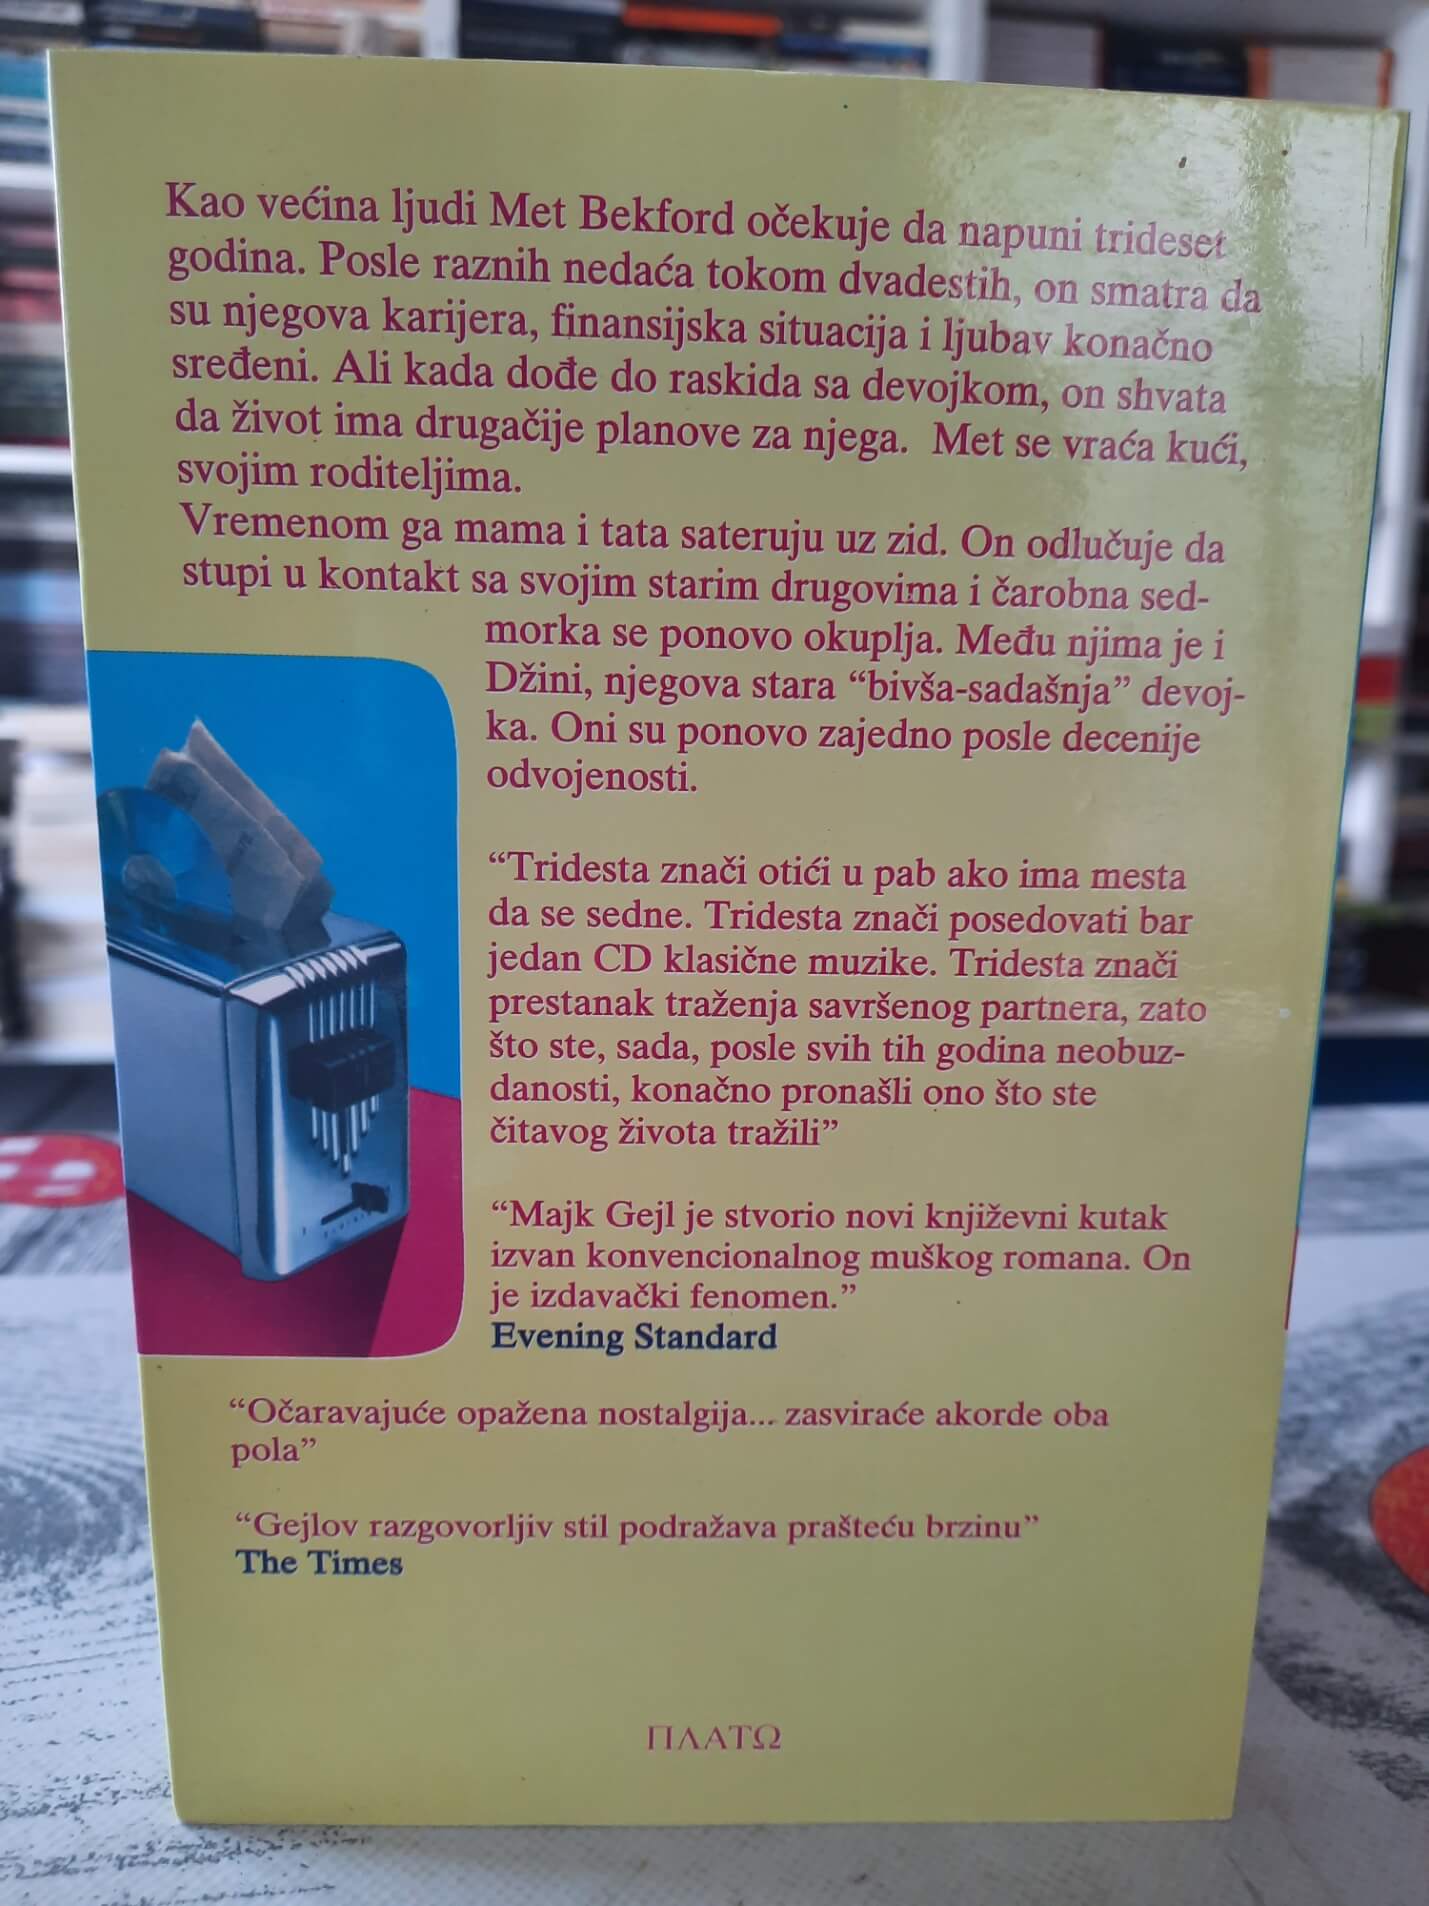 Kao većina ljudi Met Bekford očekuje da napuni trideset
godina. Posle raznih nedaća tokom dvadestih, on smatra da
su njegova karijera, finansijska situacija i ljubav konačno
sređeni. Ali kada dođe do raskida sa devojkom, on shvata
da život ima drugačije planove za njega.  Met se vraća kući,
svojim roditeljima.
Vremenom ga mama i tata sateruju uz zid. On odlučuje da
stupi u kontakt sa svojim starim drugovima i čarobna sed-
morka se ponovo okuplja. Među njima je i
Džini, njegova stara “bivša-sadašnja” devoj-
ka. Oni su ponovo zajedno posle decenije
odvojenosti.
“Tridesta znači otići u pab ako ima mesta
da se sedne. Tridesta znači posedovati bar
jedan CD klasične muzike. Tridesta znači
prestanak traženja savršenog partnera, zato
što ste, sada, posle svih tih godina neobuz-
danosti, konačno pronašli ono što ste
čitavog života tražili”
“Majk Gejl je stvorio novi književni kutak
izvan konvencionalnog muškog romana. On
je izdavački fenomen.”
Evening Standard
“Očaravajuće opažena nostalgija... zasviraće akorde oba
pola”
“Gejlov razgovorljiv stil podražava prašteću brzinu”
The Times
ΠΛΑΤΩ